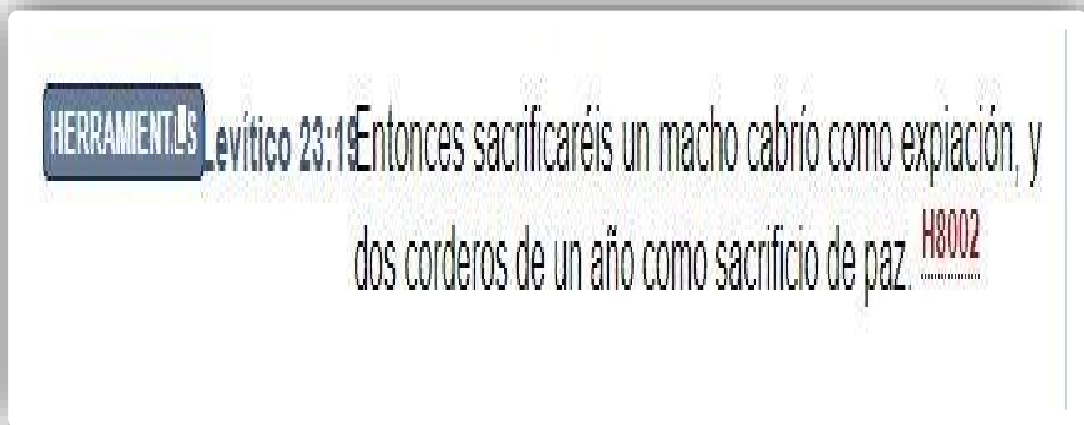 HERRAMIENTAS Levítico 23:19 Entonces sacrificaréis un macho cabrío como expiación, y
dos corderos de un año como sacrificio de paz. H8002